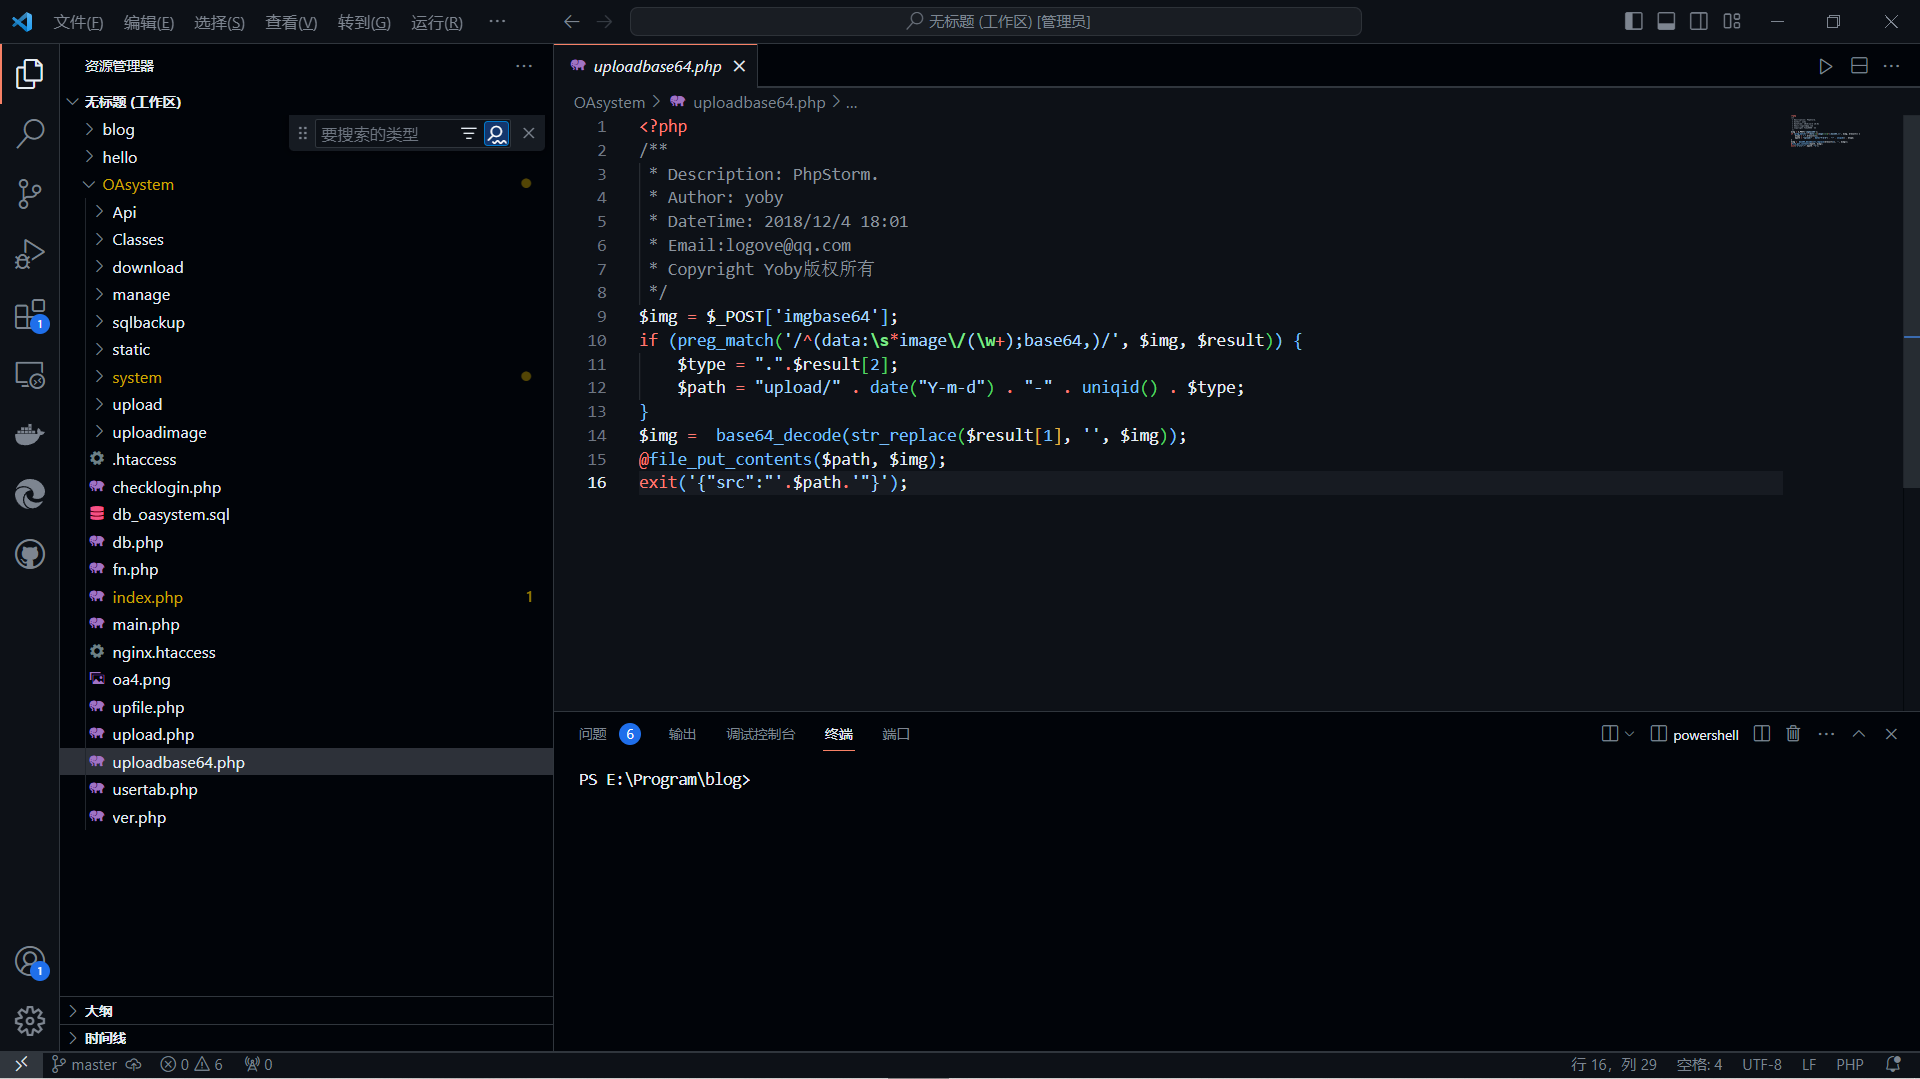 文件(F) 编辑(E) 选择(S) 查看(V) 转到(G) 运行(R) ··· 无标题 (工作区) [管理员]
资源管理器
无标题 (工作区)
要搜索的类型
blog
hello
OAsystem
Api
Classes
download
manage
sqlbackup
static
system
upload
uploadimage
.htaccess
checklogin.php
db_oasystem.sql
db.php
fn.php
index.php 1
main.php
nginx.htaccess
oa4.png
upfile.php
upload.php
uploadbase64.php
usertab.php
ver.php
大纲
时间线
1
1
uploadbase64.php
OAsystem > uploadbase64.php > ...
1 <?php
2 /**
3  * Description: PhpStorm.
4  * Author: yoby
5  * DateTime: 2018/12/4 18:01
6  * Email:logove@qq.com
7  * Copyright Yoby版权所有
8  */
9 $img = $_POST['imgbase64'];
10 if (preg_match('/^(data:\s*image\/(\w+);base64,)/', $img, $result)) {
11     $type = ".".$result[2];
12     $path = "upload/" . date("Y-m-d") . "-" . uniqid() . $type;
13 }
14 $img =  base64_decode(str_replace($result[1], '', $img));
15 @file_put_contents($path, $img);
16 exit('{"src":"'.$path.'"}');
问题 6 输出 调试控制台 终端 端口 powershell
PS E:\Program\blog>
master 0 6 0 行 16，列 29 空格: 4 UTF-8 LF PHP